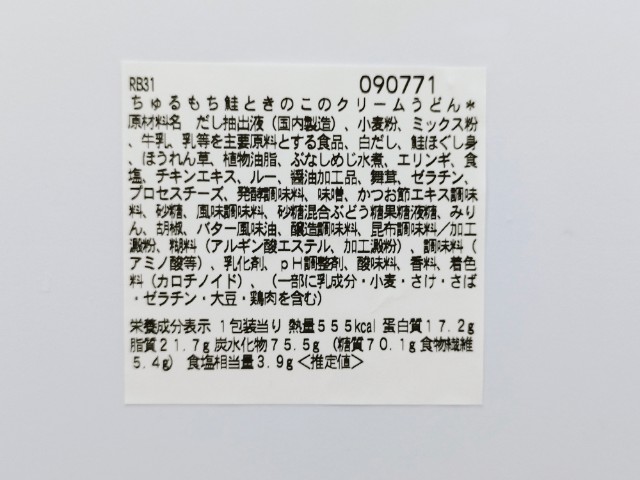 RB31 090771
ちゅるもち鮭ときのこのクリームうどん*
原材料名 だし抽出液（国内製造）、小麦粉、ミックス粉
、牛乳、乳等を主要原料とする食品、白だし、鮭ほぐし身
、ほうれん草、植物油脂、ぶなしめじ水煮、エリンギ、食
塩、チキンエキス、ルー、醤油加工品、舞茸、ゼラチン、
プロセスチーズ、発酵調味料、味噌、かつお節エキス調味
料、砂糖、風味調味料、砂糖混合ぶどう糖果糖液糖、みり
ん、胡椒、バター風味油、醸造調味料、昆布調味料／加工
澱粉、糊料（アルギン酸エステル、加工澱粉）、調味料（
アミノ酸等）、乳化剤、ｐＨ調整剤、酸味料、香料、着色
料（カロチノイド）、（一部に乳成分・小麦・さけ・さば
・ゼラチン・大豆・鶏肉を含む）
栄養成分表示 1包装当り 熱量555kcal 蛋白質17.2g
脂質21.7g 炭水化物75.5g（糖質70.1g 食物繊維
5.4g） 食塩相当量3.9g＜推定値＞